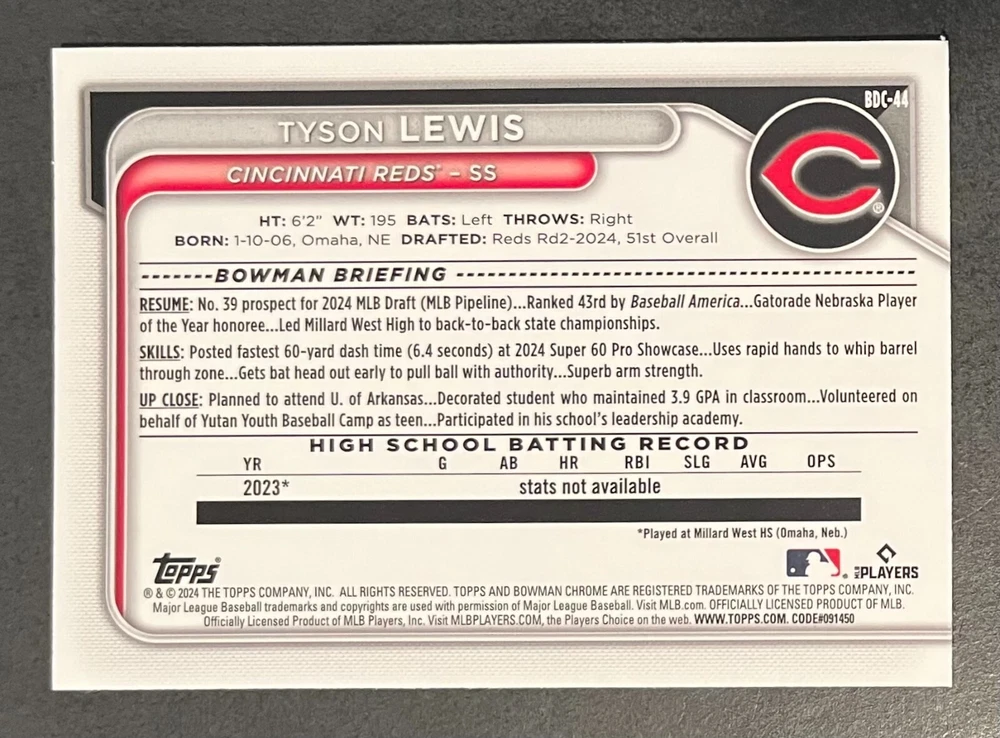 BDC-44
TYSON LEWIS
CINCINNATI REDS® – SS
C®
HT: 6'2" WT: 195 BATS: Left THROWS: Right
BORN: 1-10-06, Omaha, NE DRAFTED: Reds Rd2-2024, 51st Overall
BOWMAN BRIEFING
RESUME: No. 39 prospect for 2024 MLB Draft (MLB Pipeline)...Ranked 43rd by Baseball America...Gatorade Nebraska Player
of the Year honoree...Led Millard West High to back-to-back state championships.
SKILLS: Posted fastest 60-yard dash time (6.4 seconds) at 2024 Super 60 Pro Showcase...Uses rapid hands to whip barrel
through zone...Gets bat head out early to pull ball with authority...Superb arm strength.
UP CLOSE: Planned to attend U. of Arkansas...Decorated student who maintained 3.9 GPA in classroom...Volunteered on
behalf of Yutan Youth Baseball Camp as teen...Participated in his school's leadership academy.
HIGH SCHOOL BATTING RECORD
YR G AB HR RBI SLG AVG OPS
2023* stats not available
*Played at Millard West HS (Omaha, Neb.)
Topps® MLB PLAYERS
® & © 2024 THE TOPPS COMPANY, INC. ALL RIGHTS RESERVED. TOPPS AND BOWMAN CHROME ARE REGISTERED TRADEMARKS OF THE TOPPS COMPANY, INC.
Major League Baseball trademarks and copyrights are used with permission of Major League Baseball. Visit MLB.com. OFFICIALLY LICENSED PRODUCT OF MLB.
Officially Licensed Product of MLB Players, Inc. Visit MLBPLAYERS.COM, the Players Choice on the web. WWW.TOPPS.COM. CODE#091450